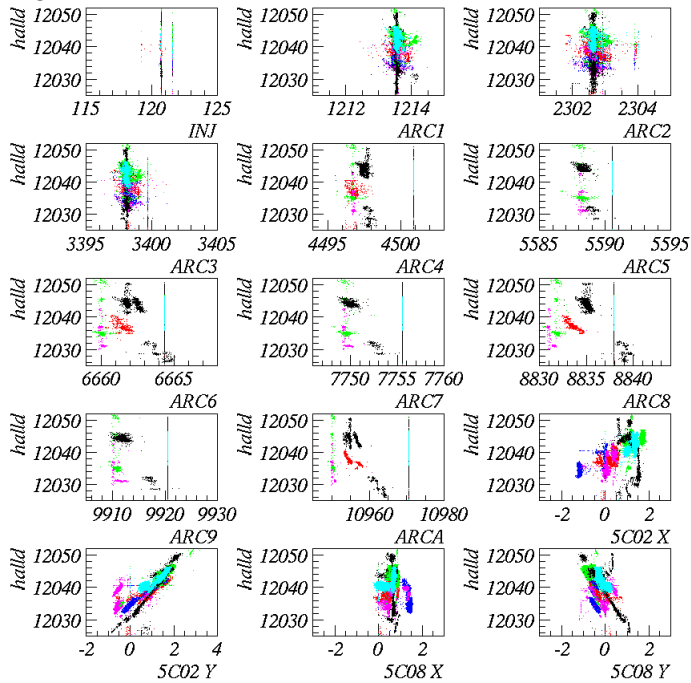 halld 12050 12040 12030 115 120 125 INJ
halld 12050 12040 12030 1212 1214 ARC1
halld 12050 12040 12030 2302 2304 ARC2
halld 12050 12040 12030 3395 3400 3405 ARC3
halld 12050 12040 12030 4495 4500 ARC4
halld 12050 12040 12030 5585 5590 5595 ARC5
halld 12050 12040 12030 6660 6665 ARC6
halld 12050 12040 12030 7750 7755 7760 ARC7
halld 12050 12040 12030 8830 8835 8840 ARC8
halld 12050 12040 12030 9910 9920 9930 ARC9
halld 12050 12040 12030 10960 10980 ARCA
halld 12050 12040 12030 -2 0 2 5C02 X
halld 12050 12040 12030 -2 0 2 4 5C02 Y
halld 12050 12040 12030 -2 0 2 5C08 X
halld 12050 12040 12030 -2 0 2 5C08 Y